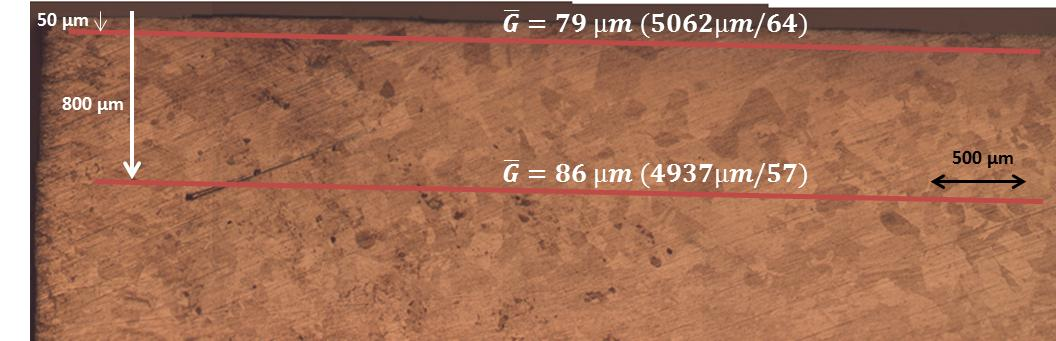 50 μm
G̅ = 79 μm (5062μm/64)
800 μm
500 μm
G̅ = 86 μm (4937μm/57)